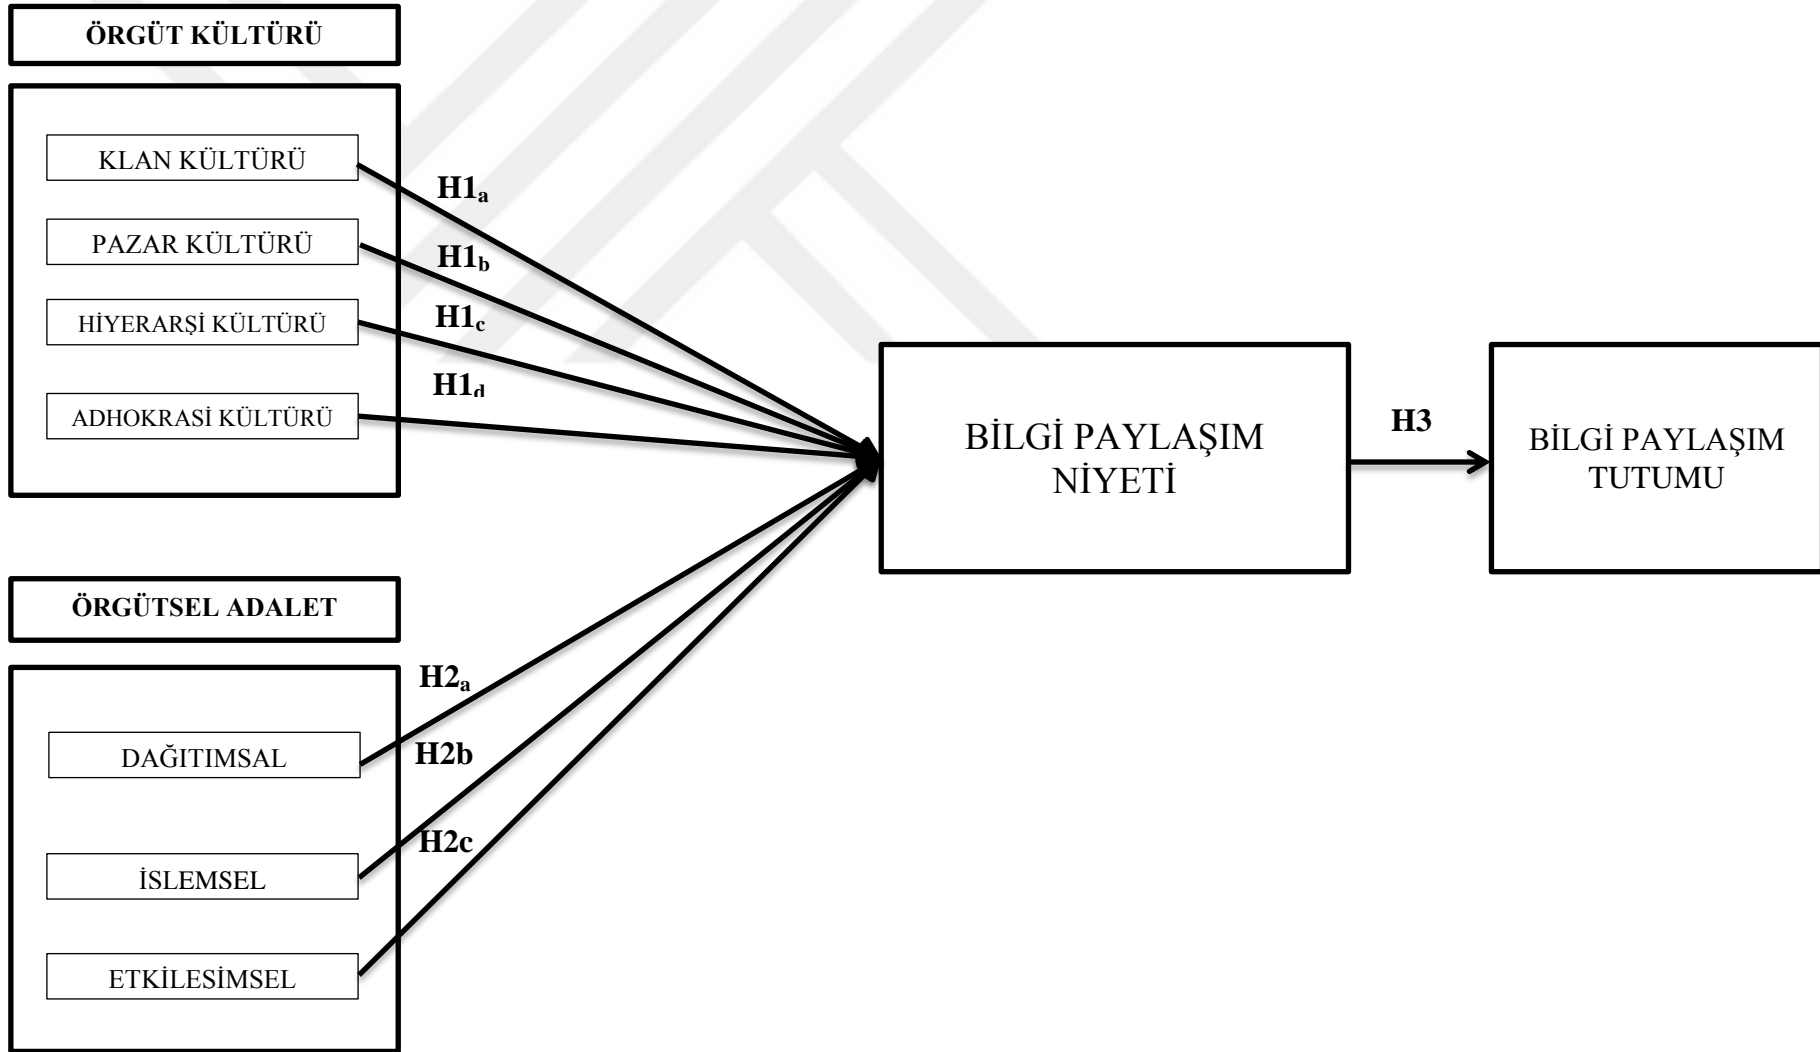 ÖRGÜT KÜLTÜRÜ
KLAN KÜLTÜRÜ
PAZAR KÜLTÜRÜ
HİYERARŞİ KÜLTÜRÜ
ADHOKRASİ KÜLTÜRÜ
H1a
H1b
H1c
H1d
ÖRGÜTSEL ADALET
DAĞITIMSAL
İSLEMSEL
ETKİLESİMSEL
H2a
H2b
H2c
BİLGİ PAYLAŞIM
NİYETİ
H3
BİLGİ PAYLAŞIM
TUTUMU